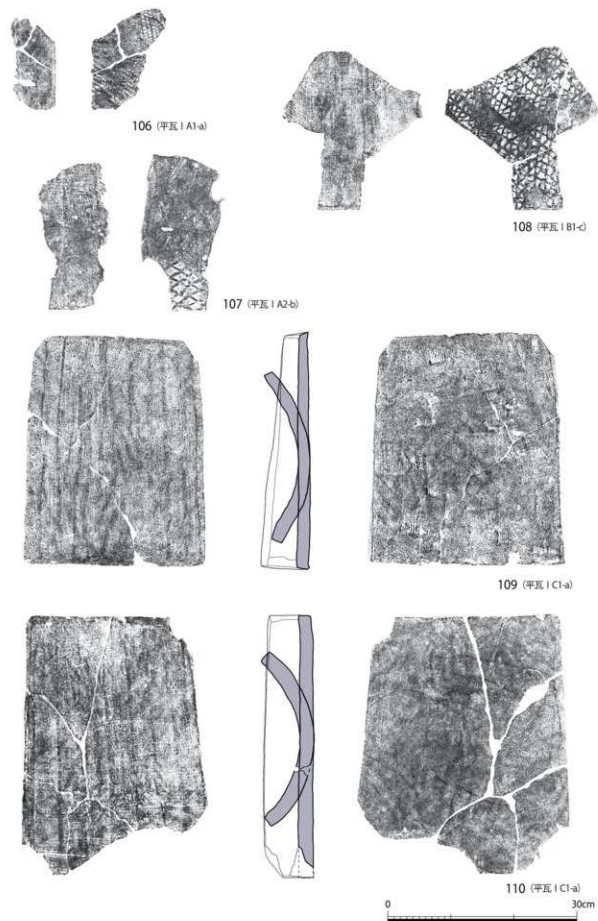 106 (平瓦 I A1-a)
108 (平瓦 I B1-c)
107 (平瓦 I A2-b)
109 (平瓦 I C1-a)
110 (平瓦 I C1-a)
0 30cm